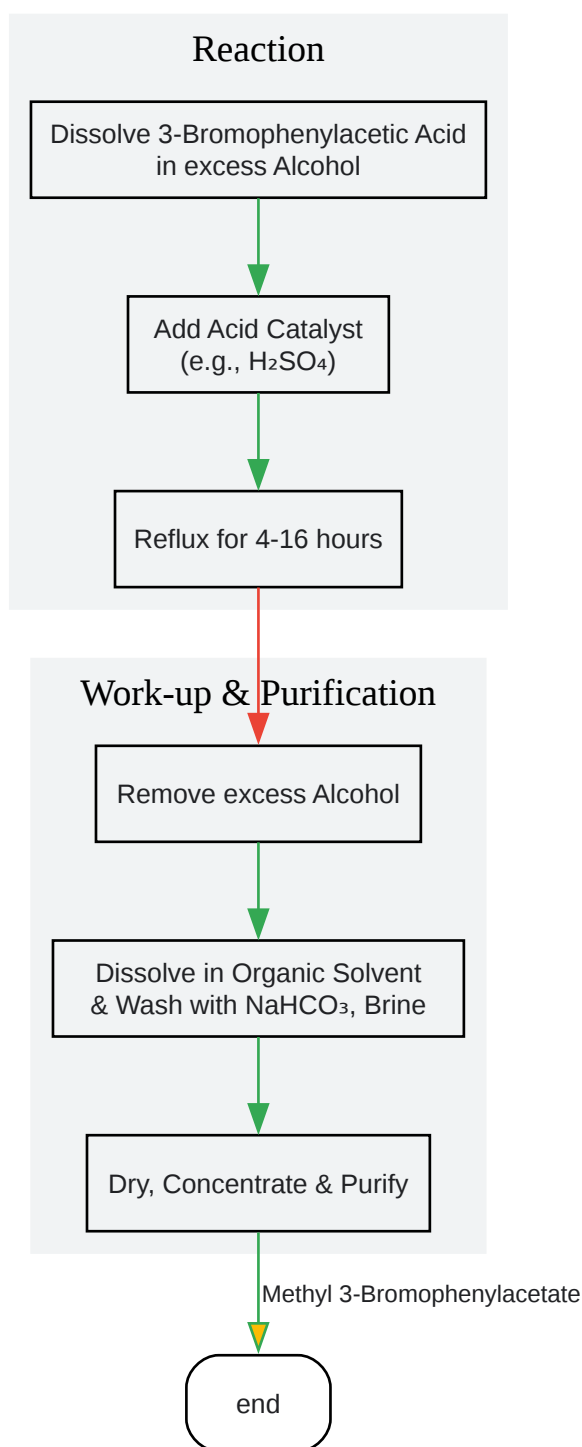 Reaction
Dissolve 3-Bromophenylacetic Acid
in excess Alcohol
Add Acid Catalyst
(e.g., H₂SO₄)
Reflux for 4-16 hours
Work-up & Purification
Remove excess Alcohol
Dissolve in Organic Solvent
& Wash with NaHCO₃, Brine
Dry, Concentrate & Purify
Methyl 3-Bromophenylacetate
end